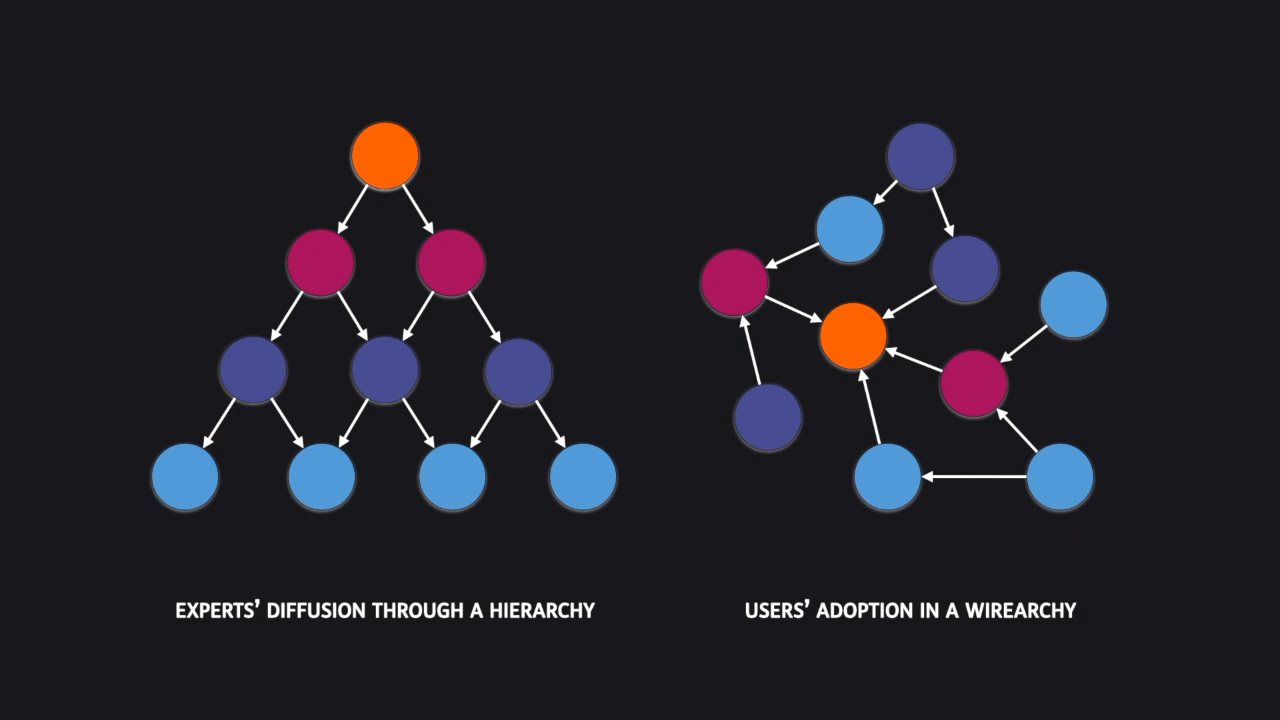 EXPERTS’ DIFFUSION THROUGH A HIERARCHY
USERS’ ADOPTION IN A WIREARCHY